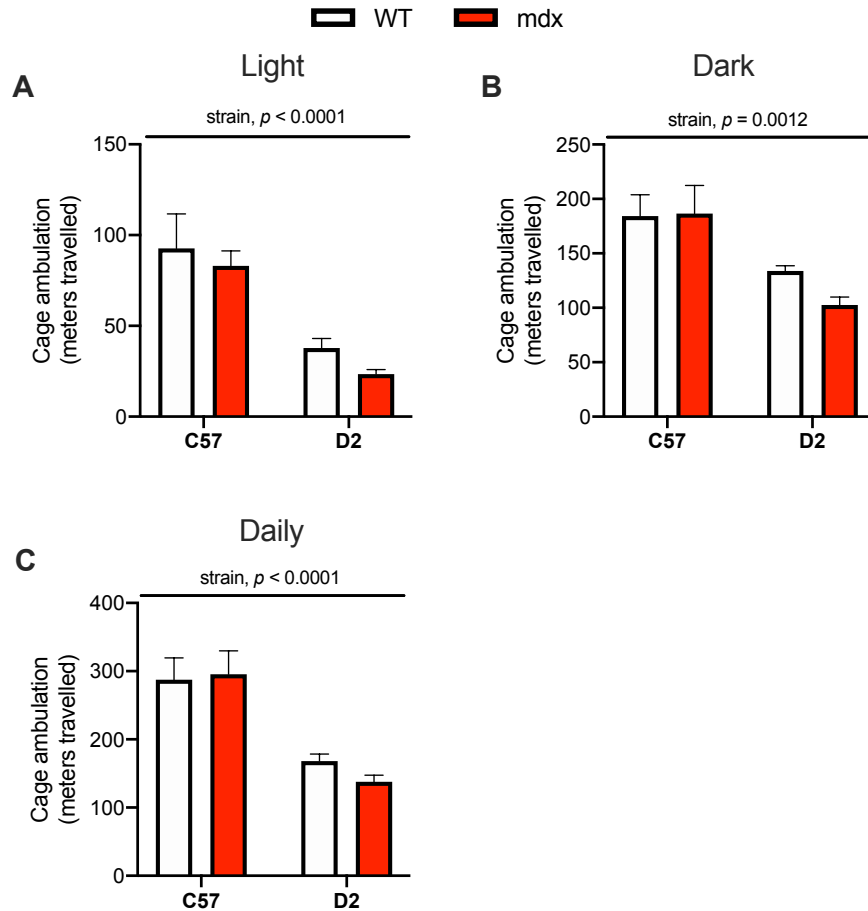 WT mdx
Light
A
strain, p < 0.0001
Cage ambulation
(meters travelled)
150
100
50
0
C57 D2
Dark
B
strain, p = 0.0012
Cage ambulation
(meters travelled)
250
200
150
100
50
0
C57 D2
Daily
C
strain, p < 0.0001
Cage ambulation
(meters travelled)
400
300
200
100
0
C57 D2